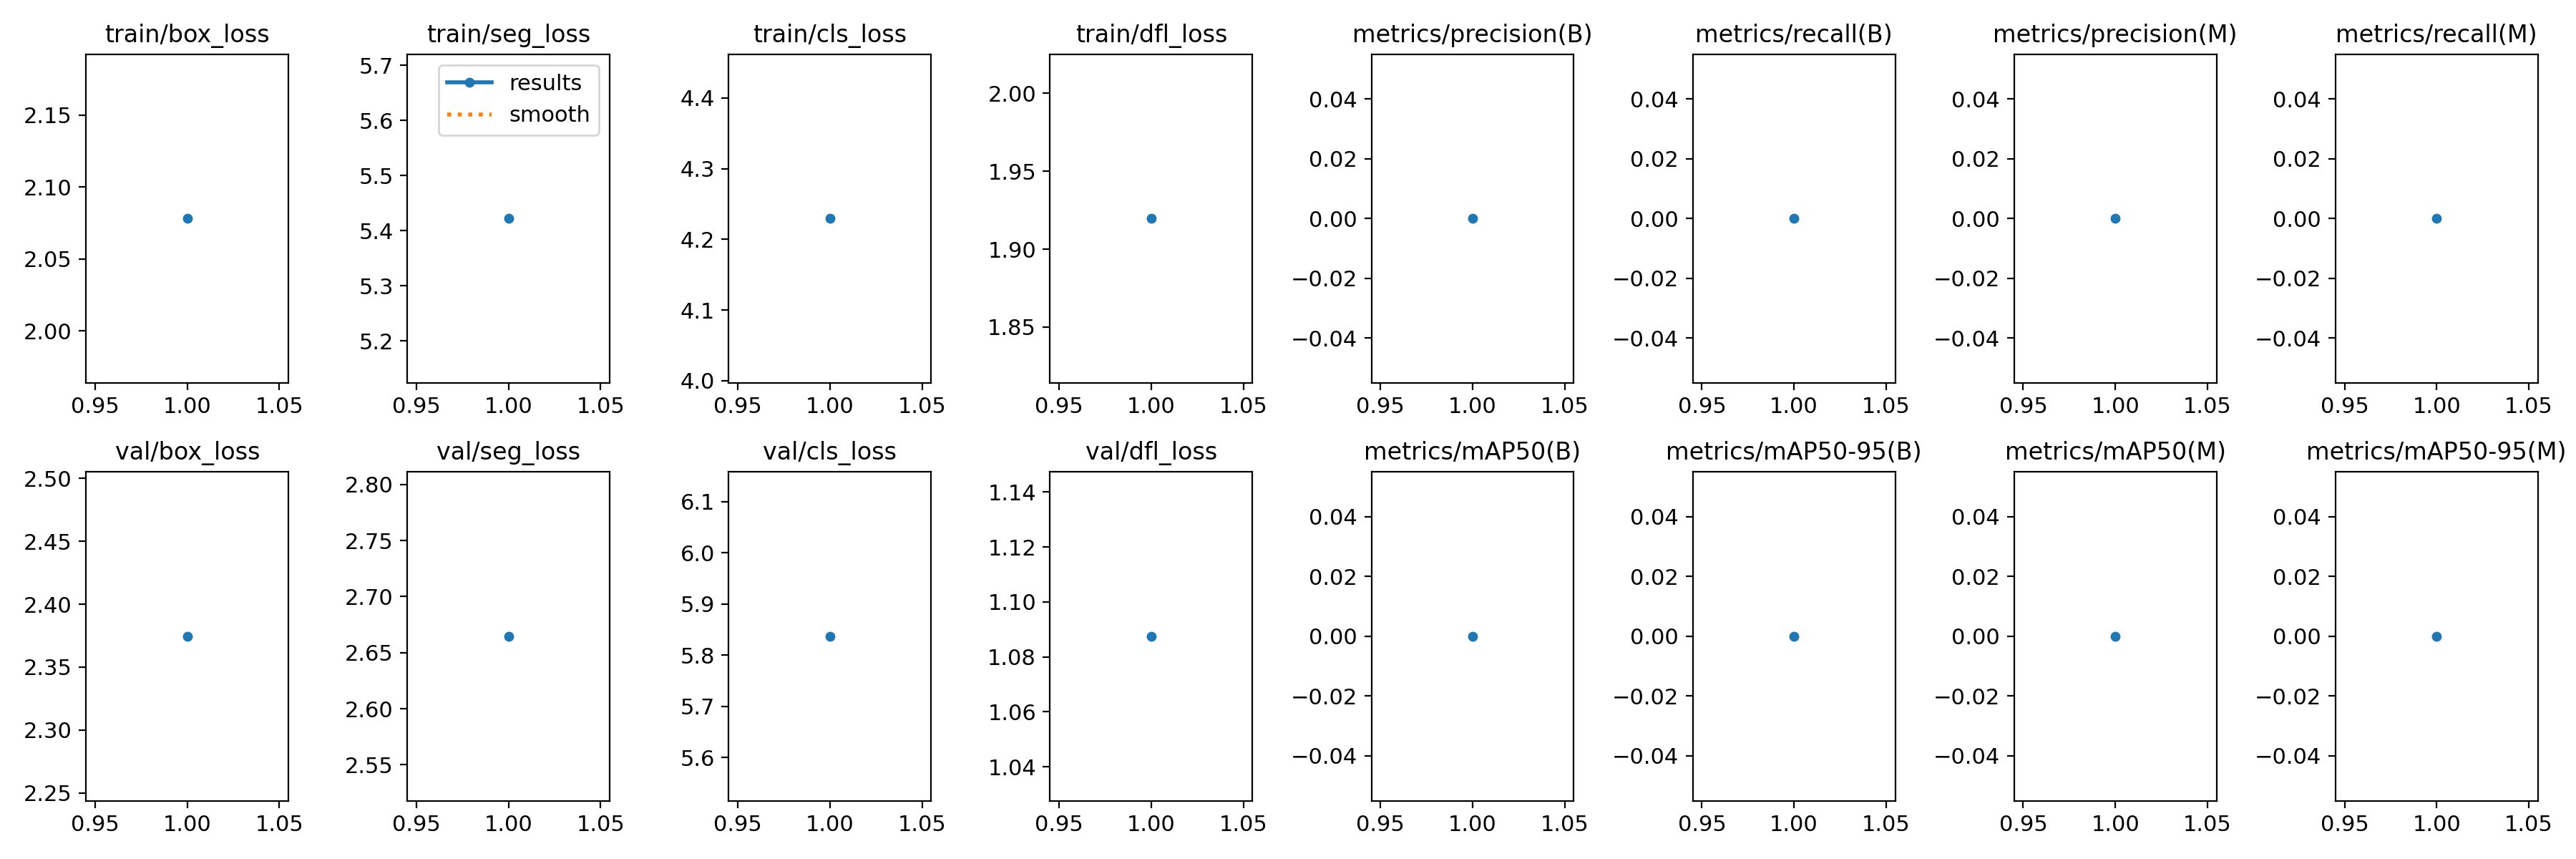 train/box_loss
2.15
2.10
2.05
2.00
0.95 1.00 1.05
train/seg_loss
results
smooth
5.7
5.6
5.5
5.4
5.3
5.2
0.95 1.00 1.05
train/cls_loss
4.4
4.3
4.2
4.1
4.0
0.95 1.00 1.05
train/dfl_loss
2.00
1.95
1.90
1.85
0.95 1.00 1.05
metrics/precision(B)
0.04
0.02
0.00
−0.02
−0.04
0.95 1.00 1.05
metrics/recall(B)
0.04
0.02
0.00
−0.02
−0.04
0.95 1.00 1.05
metrics/precision(M)
0.04
0.02
0.00
−0.02
−0.04
0.95 1.00 1.05
metrics/recall(M)
0.04
0.02
0.00
−0.02
−0.04
0.95 1.00 1.05
val/box_loss
2.50
2.45
2.40
2.35
2.30
2.25
0.95 1.00 1.05
val/seg_loss
2.80
2.75
2.70
2.65
2.60
2.55
0.95 1.00 1.05
val/cls_loss
6.1
6.0
5.9
5.8
5.7
5.6
0.95 1.00 1.05
val/dfl_loss
1.14
1.12
1.10
1.08
1.06
1.04
0.95 1.00 1.05
metrics/mAP50(B)
0.04
0.02
0.00
−0.02
−0.04
0.95 1.00 1.05
metrics/mAP50-95(B)
0.04
0.02
0.00
−0.02
−0.04
0.95 1.00 1.05
metrics/mAP50(M)
0.04
0.02
0.00
−0.02
−0.04
0.95 1.00 1.05
metrics/mAP50-95(M)
0.04
0.02
0.00
−0.02
−0.04
0.95 1.00 1.05